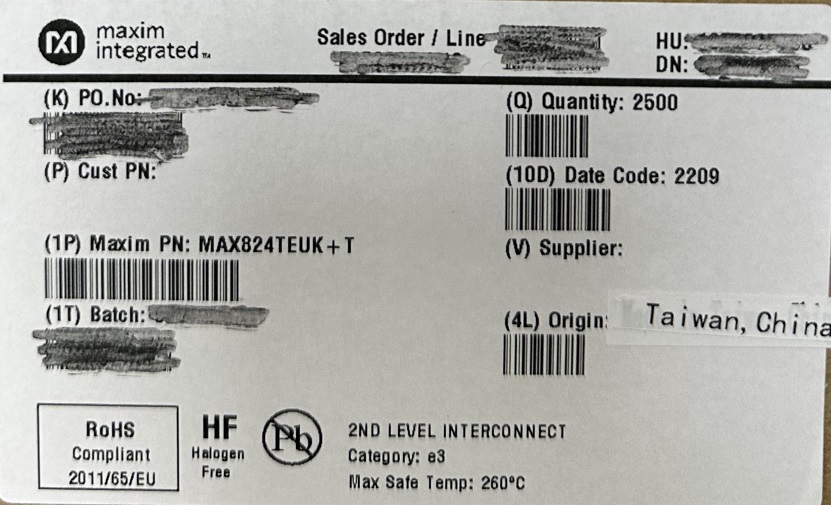 maxim
integrated™
Sales Order / Line
HU:
DN:
(K) PO.No:
(Q) Quantity: 2500
(P) Cust PN:
(10D) Date Code: 2209
(1P) Maxim PN: MAX824TEUK+T
(V) Supplier:
(1T) Batch:
(4L) Origin: Taiwan, China
RoHS
Compliant
2011/65/EU
HF
Halogen
Free
Pb
2ND LEVEL INTERCONNECT
Category: e3
Max Safe Temp: 260ºC